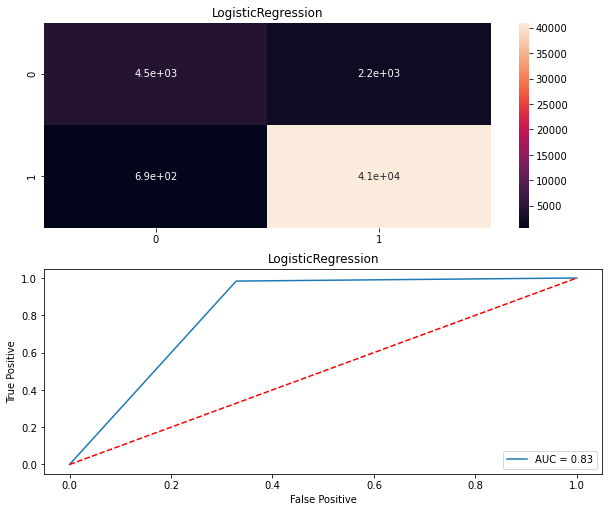 LogisticRegression
0
4.5e+03
2.2e+03
1
6.9e+02
4.1e+04
0
1
40000
35000
30000
25000
20000
15000
10000
5000
LogisticRegression
True Positive
1.0
0.8
0.6
0.4
0.2
0.0
AUC = 0.83
0.0
0.2
0.4
0.6
0.8
1.0
False Positive